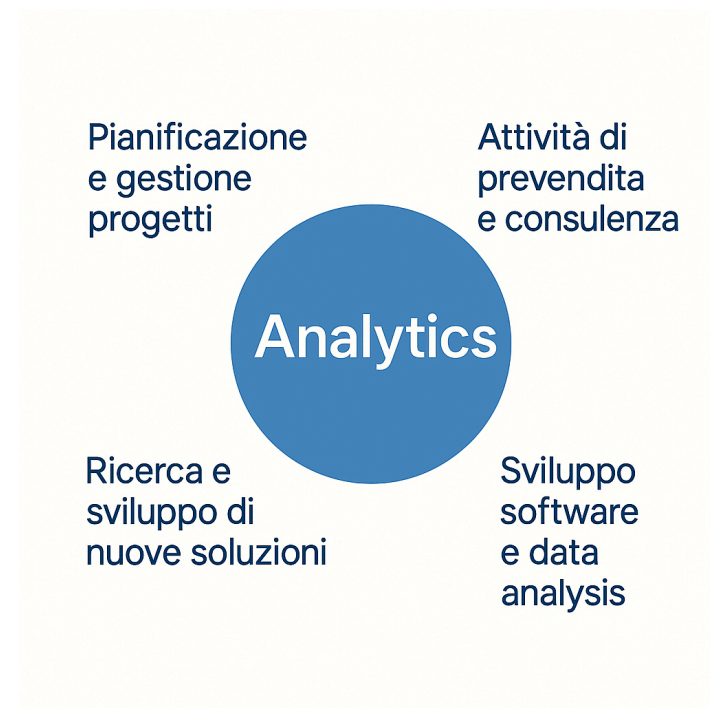 Pianificazione
e gestione
progetti
Attività di
prevendita
e consulenza
Analytics
Ricerca e
sviluppo di
nuove soluzioni
Sviluppo
software
e data
analysis